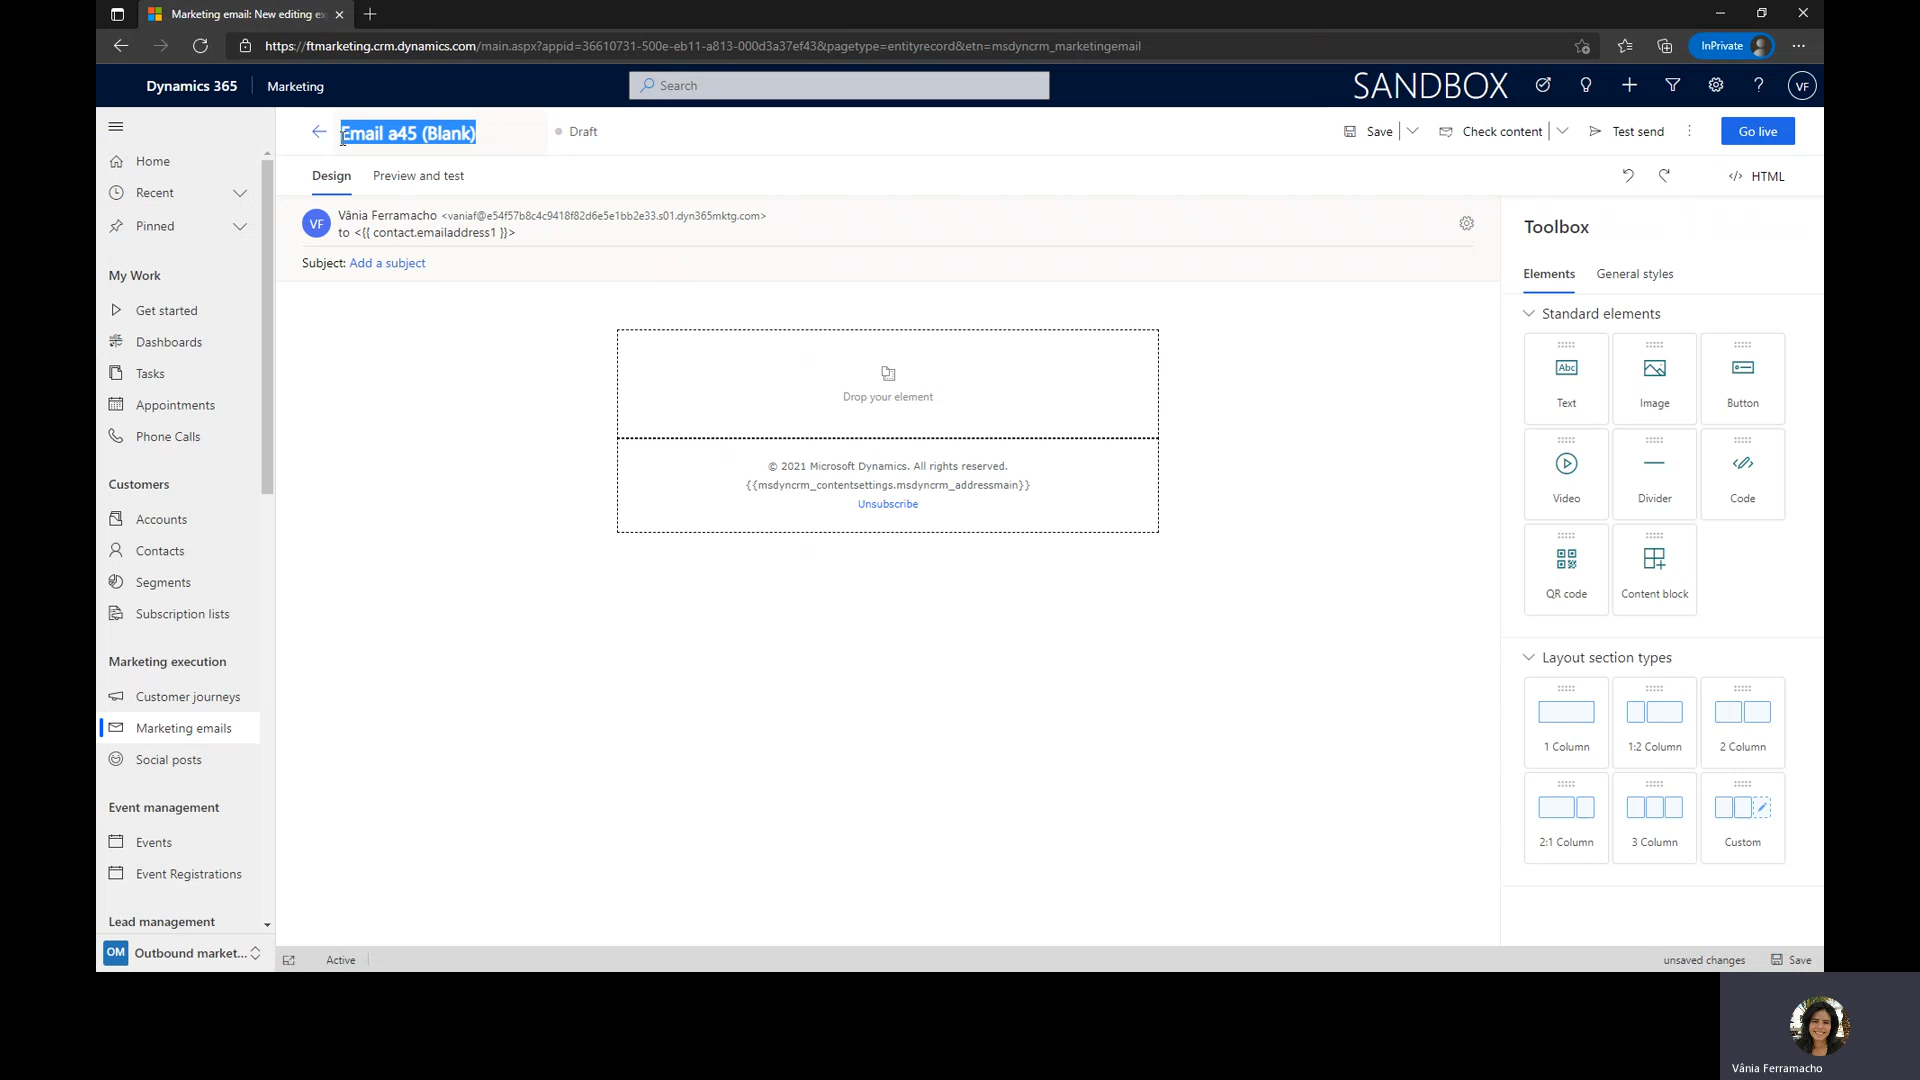 Marketing email: New editing ex
https://ftmarketing.crm.dynamics.com/main.aspx?appid=36610731-500e-eb11-a813-000d3a37ef43&pagetype=entityrecord&etn=msdyncrm_marketingemail
InPrivate
Dynamics 365
Marketing
Search
SANDBOX
VF
Email a45 (Blank)
Draft
Save
Check content
Test send
Go live
Design
Preview and test
HTML
Home
Recent
Pinned
My Work
Get started
Dashboards
Tasks
Appointments
Phone Calls
Customers
Accounts
Contacts
Segments
Subscription lists
Marketing execution
Customer journeys
Marketing emails
Social posts
Event management
Events
Event Registrations
Lead management
OM
Outbound market...
VF
Vânia Ferramacho <vaniaf@e54f57b8c4c9418f82d6e5e1bb2e33.s01.dyn365mktg.com>
to <{{ contact.emailaddress1 }}>
Subject: Add a subject
Drop your element
© 2021 Microsoft Dynamics. All rights reserved.
{{msdyncrm_contentsettings.msdyncrm_addressmain}}
Unsubscribe
Toolbox
Elements
General styles
Standard elements
Abc
Text
Image
Button
Video
Divider
Code
QR code
Content block
Layout section types
1 Column
1:2 Column
2 Column
2:1 Column
3 Column
Custom
Active
unsaved changes
Save
Vânia Ferramacho